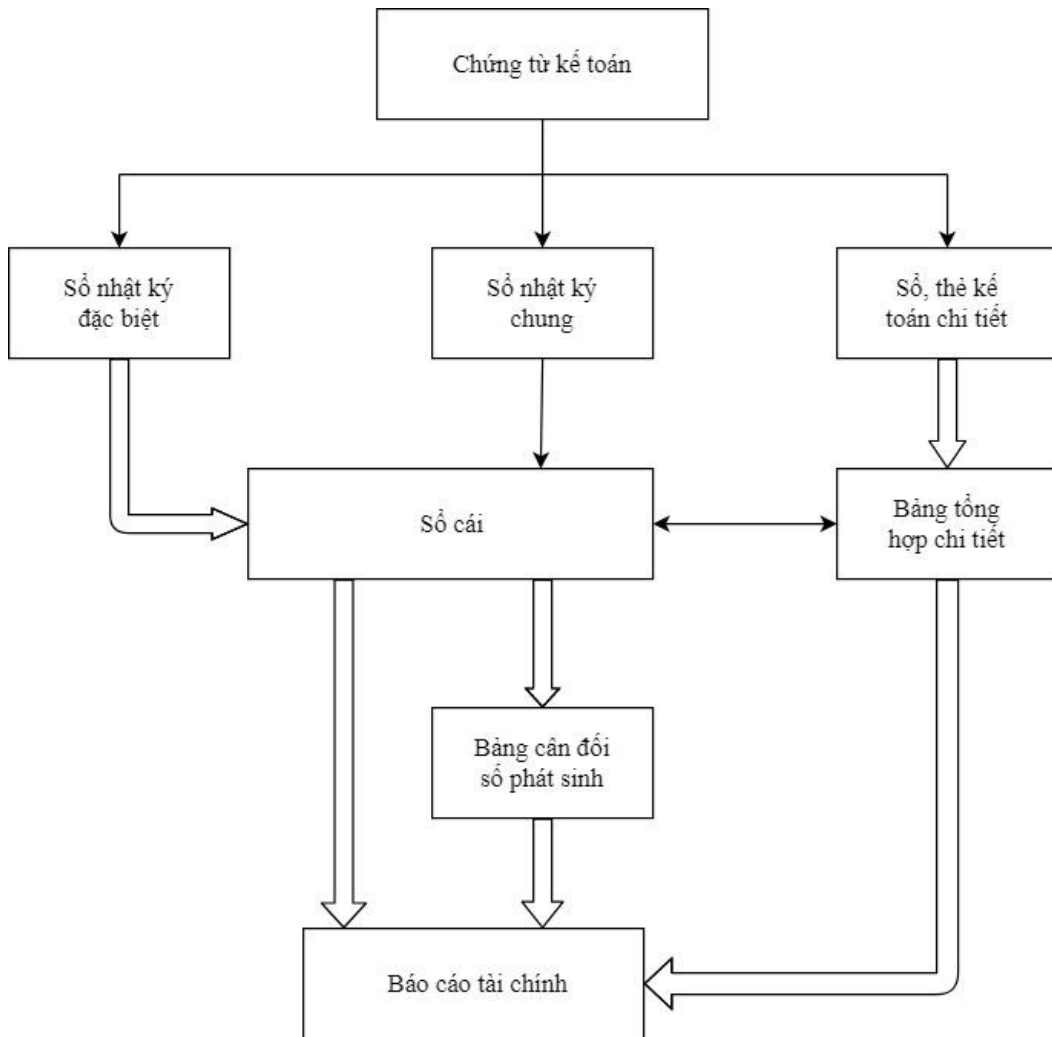 Chứng từ kế toán
Sổ nhật ký
đặc biệt
Sổ nhật ký
chung
Sổ, thẻ kế
toán chi tiết
Sổ cái
Bảng tổng
hợp chi tiết
Bảng cân đối
số phát sinh
Báo cáo tài chính